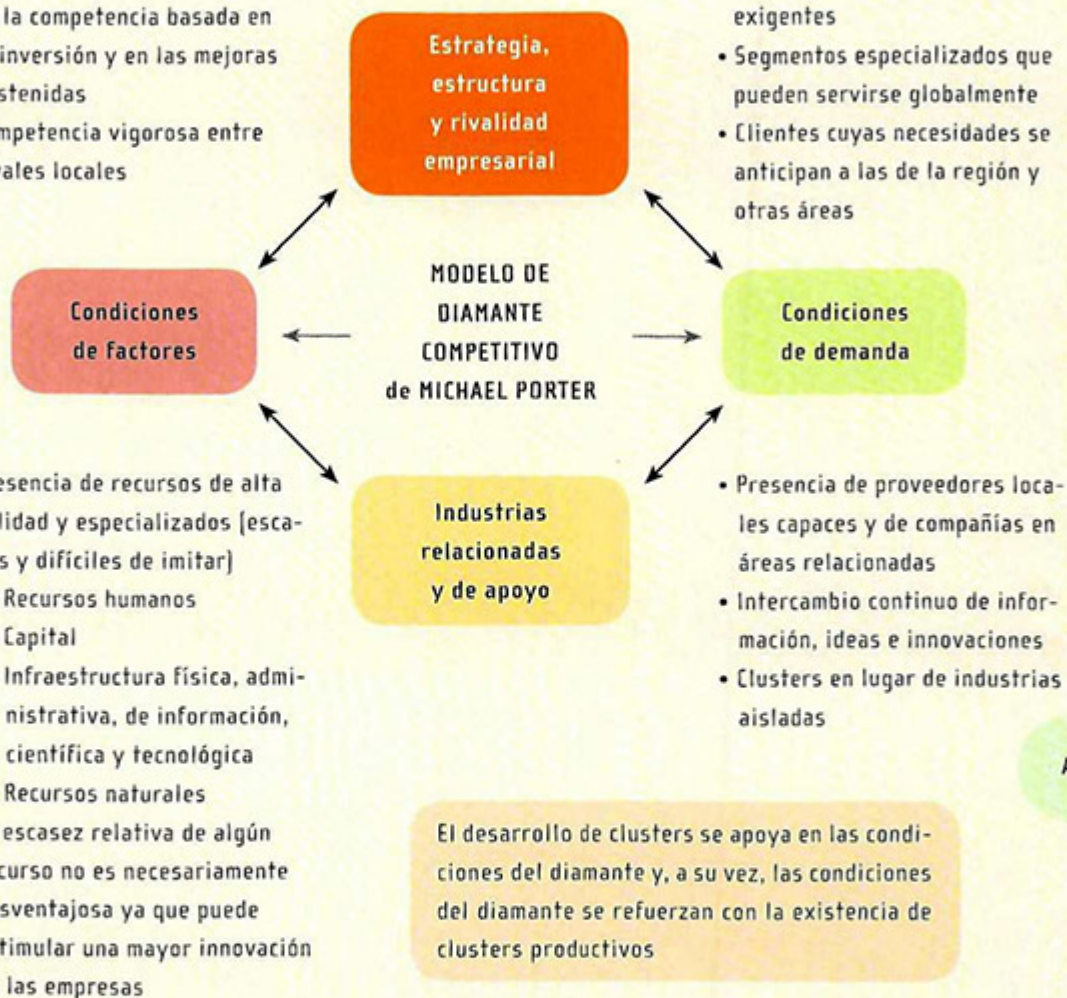 la competencia basada en
inversión y en las mejoras
stenidas
mpetencia vigorosa entre
ales locales
Estrategia,
estructura
y rivalidad
empresarial
exigentes
• Segmentos especializados que
pueden servirse globalmente
• Clientes cuyas necesidades se
anticipan a las de la región y
otras áreas
Condiciones
de factores
MODELO DE
DIAMANTE
COMPETITIVO
de MICHAEL PORTER
Condiciones
de demanda
esencia de recursos de alta
lidad y especializados (esca-
s y difíciles de imitar)
Recursos humanos
Capital
Infraestructura física, admi-
nistrativa, de información,
científica y tecnológica
Recursos naturales
escasez relativa de algún
curso no es necesariamente
sventajosa ya que puede
timular una mayor innovación
las empresas
Industrias
relacionadas
y de apoyo
• Presencia de proveedores loca-
les capaces y de compañías en
áreas relacionadas
• Intercambio continuo de infor-
mación, ideas e innovaciones
• Clusters en lugar de industrias
aisladas
A
El desarrollo de clusters se apoya en las condi-
ciones del diamante y, a su vez, las condiciones
del diamante se refuerzan con la existencia de
clusters productivos